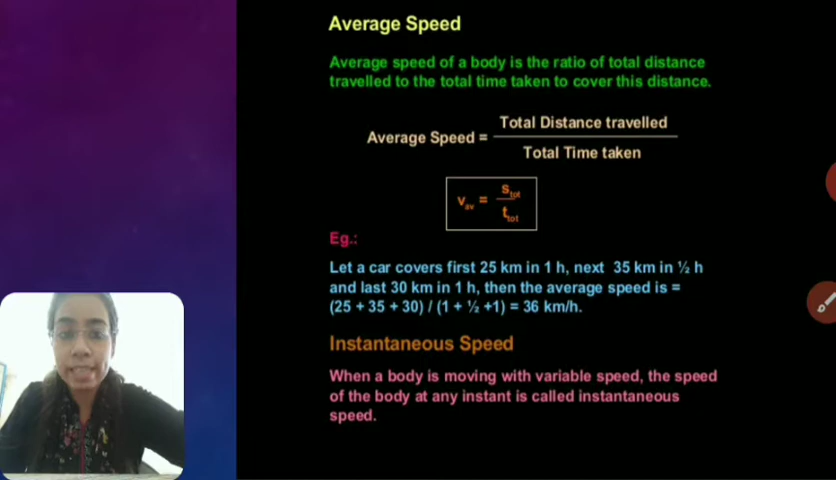 Average Speed
Average speed of a body is the ratio of total distance
travelled to the total time taken to cover this distance.
Total Distance travelled
Average Speed =
Total Time taken
v_av = s_tot / t_tot
Eg.:
Let a car covers first 25 km in 1 h, next 35 km in ½ h
and last 30 km in 1 h, then the average speed is =
(25 + 35 + 30) / (1 + ½ +1) = 36 km/h.
Instantaneous Speed
When a body is moving with variable speed, the speed
of the body at any instant is called instantaneous
speed.